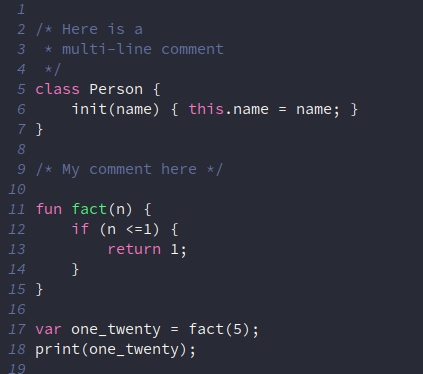 1
2 /* Here is a
3  * multi-line comment
4  */
5 class Person {
6     init(name) { this.name = name; }
7 }
8
9 /* My comment here */
10
11 fun fact(n) {
12     if (n <=1) {
13         return 1;
14     }
15 }
16
17 var one_twenty = fact(5);
18 print(one_twenty);
19